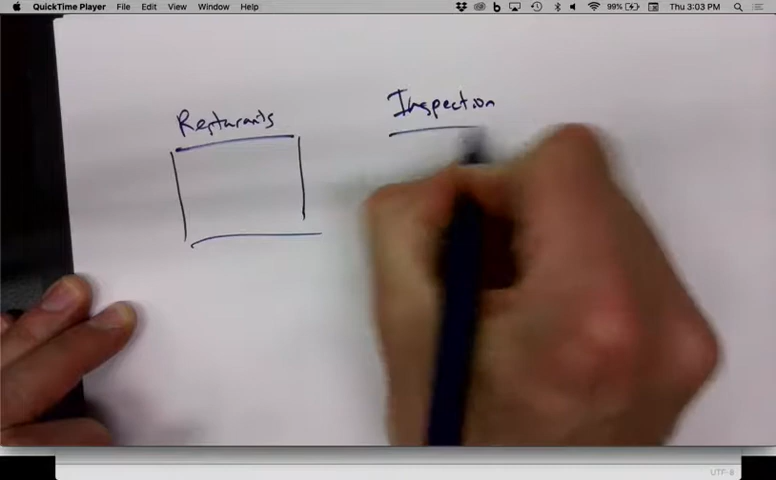 QuickTime Player File Edit View Window Help 99% Thu 3:03 PM
Inspection
Resturants
UTF-8